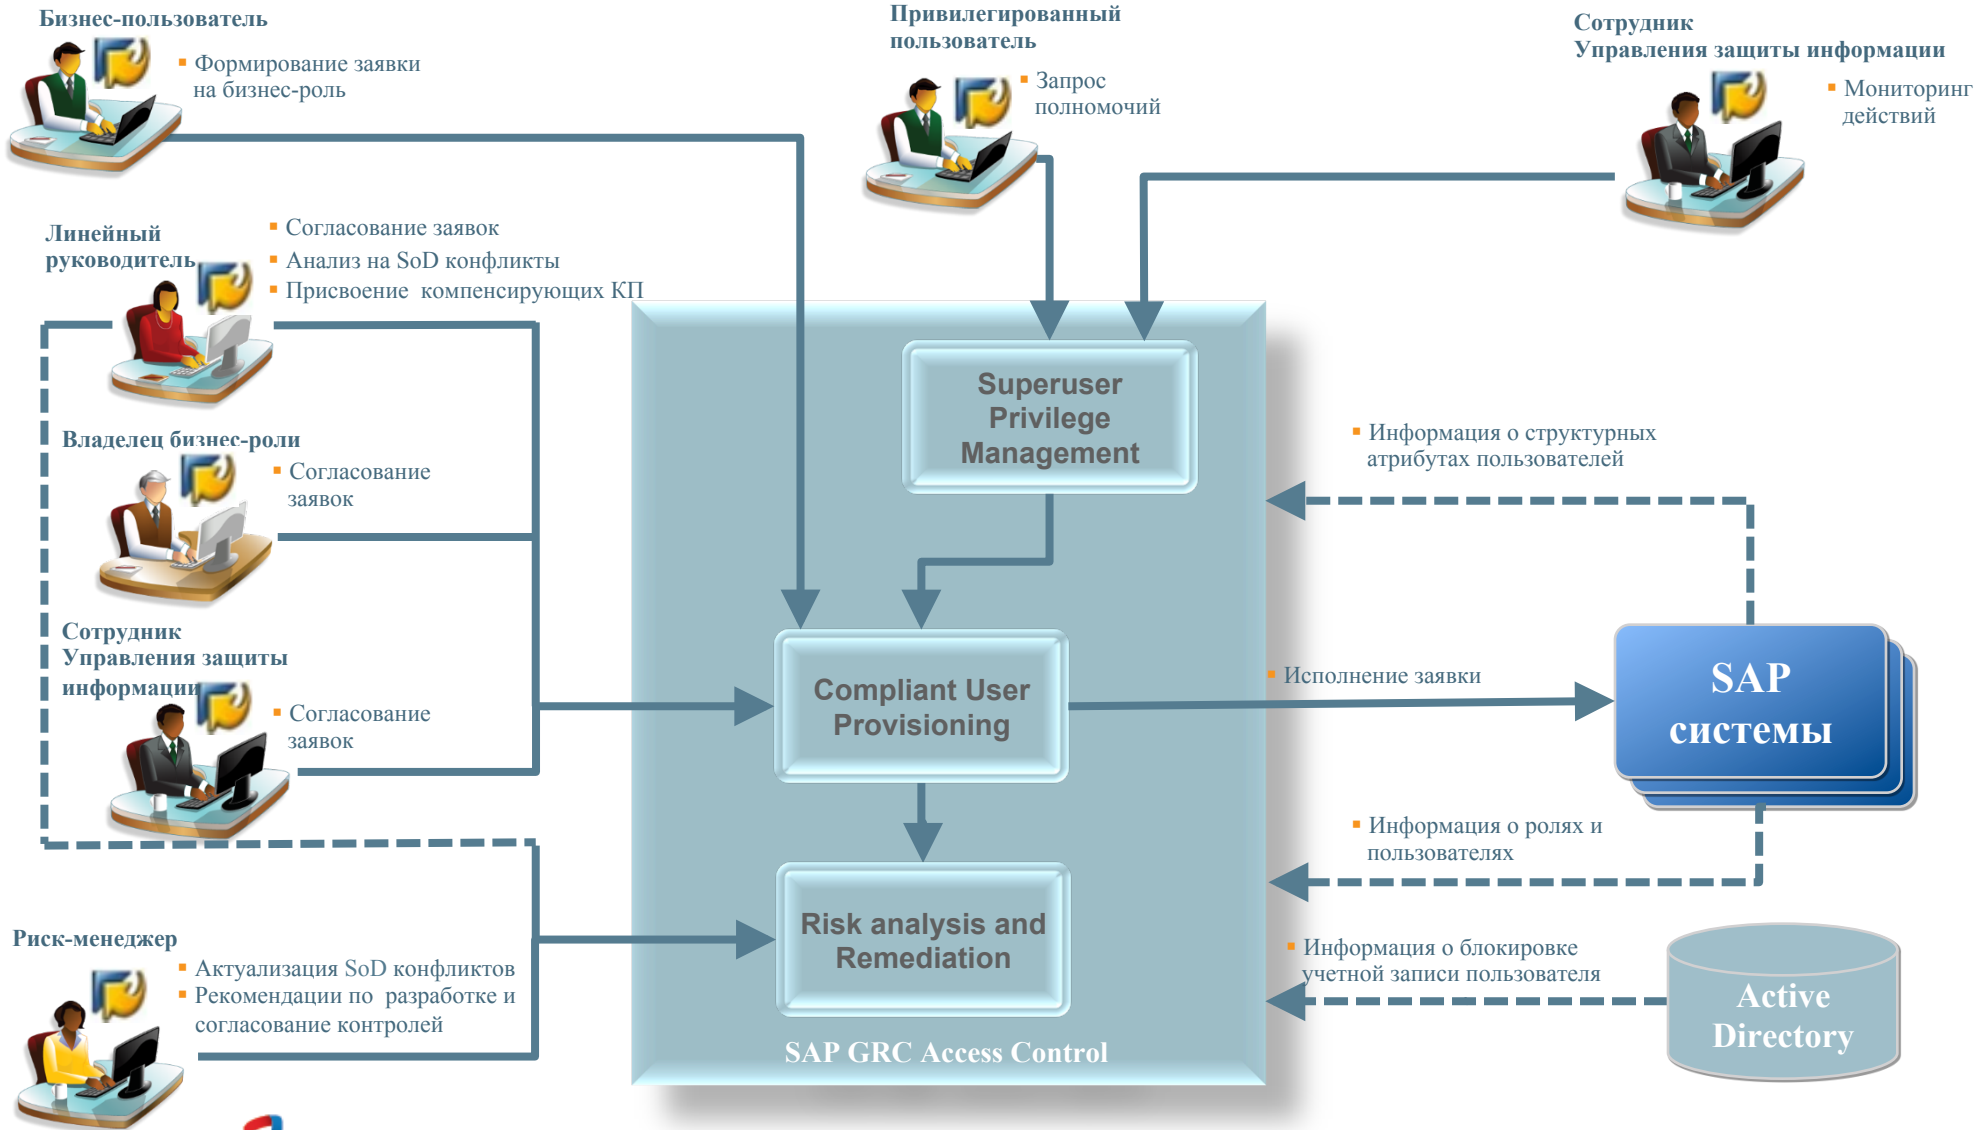 Бизнес-пользователь
Формирование заявки
на бизнес-роль
Привилегированный
пользователь
Запрос
полномочий
Сотрудник
Управления защиты информации
Мониторинг
действий
Линейный
руководитель
Согласование заявок
Анализ на SoD конфликты
Присвоение компенсирующих КП
Superuser
Privilege
Management
Владелец бизнес-роли
Согласование
заявок
Информация о структурных
атрибутах пользователей
Сотрудник
Управления защиты
информации
Согласование
заявок
Compliant User
Provisioning
Исполнение заявки
SAP
системы
Информация о ролях и
пользователях
Риск-менеджер
Актуализация SoD конфликтов
Рекомендации по разработке и
согласование контролей
Risk analysis and
Remediation
Информация о блокировке
учетной записи пользователя
Active
Directory
SAP GRC Access Control